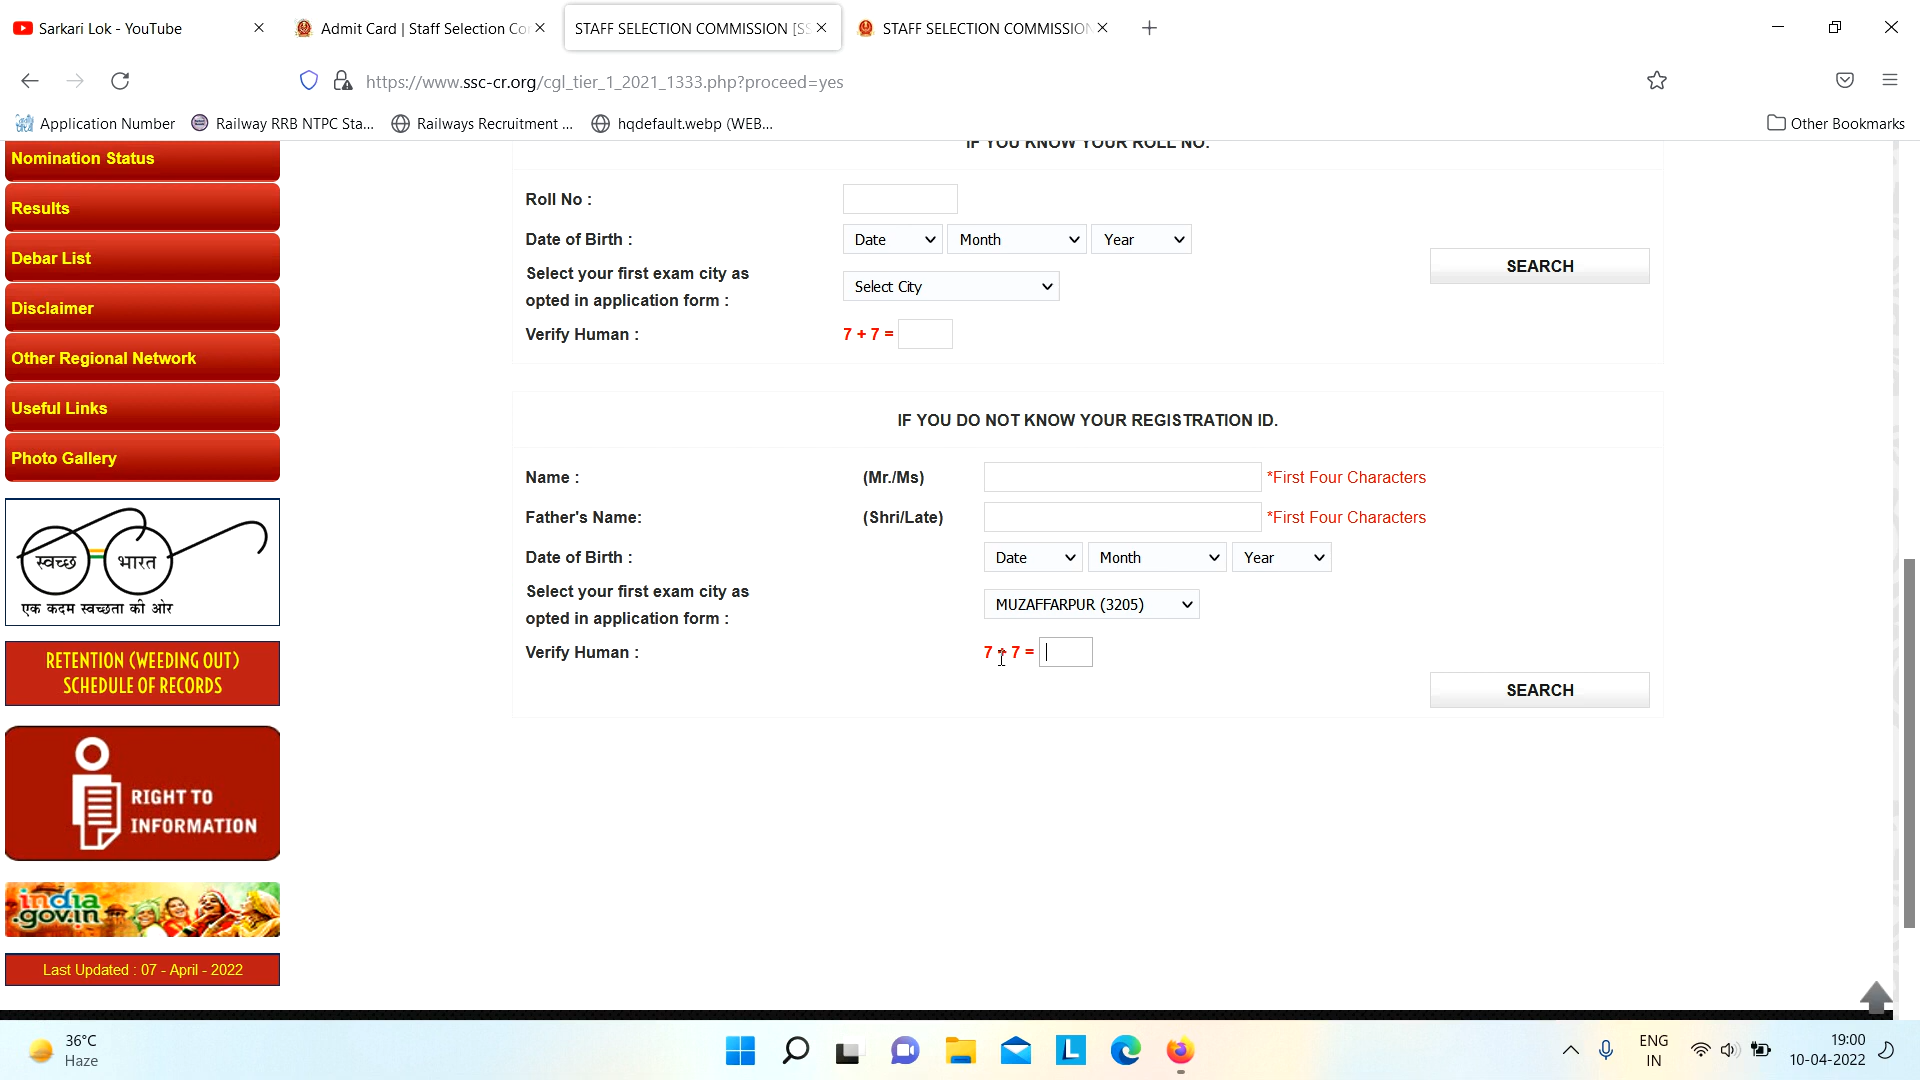 Sarkari Lok - YouTube
Admit Card | Staff Selection Co
STAFF SELECTION COMMISSION [SS
STAFF SELECTION COMMISSION
https://www.ssc-cr.org/cgl_tier_1_2021_1333.php?proceed=yes
Application Number
Railway RRB NTPC Sta...
Railways Recruitment ...
hqdefault.webp (WEB...
Other Bookmarks
Nomination Status
Results
Debar List
Disclaimer
Other Regional Network
Useful Links
Photo Gallery
स्वच्छ भारत
एक कदम स्वच्छता की ओर
RETENTION (WEEDING OUT)
SCHEDULE OF RECORDS
RIGHT TO
INFORMATION
india
.gov.in
Last Updated : 07 - April - 2022
IF YOU KNOW YOUR ROLL NO.
Roll No :
Date of Birth : Date Month Year
Select your first exam city as
opted in application form :
Select City
SEARCH
Verify Human : 7 + 7 =
IF YOU DO NOT KNOW YOUR REGISTRATION ID.
Name : (Mr./Ms) *First Four Characters
Father's Name: (Shri/Late) *First Four Characters
Date of Birth : Date Month Year
Select your first exam city as
opted in application form :
MUZAFFARPUR (3205)
Verify Human : 7 + 7 =
SEARCH
36°C
Haze
L
ENG
IN
19:00
10-04-2022